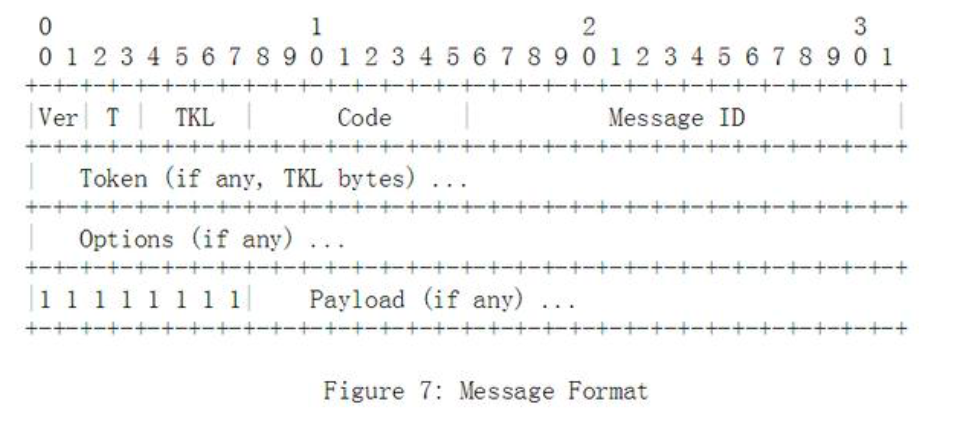 0                   1                   2                   3
0 1 2 3 4 5 6 7 8 9 0 1 2 3 4 5 6 7 8 9 0 1 2 3 4 5 6 7 8 9 0 1
+-+-+-+-+-+-+-+-+-+-+-+-+-+-+-+-+-+-+-+-+-+-+-+-+-+-+-+-+-+-+-+-+
|Ver| T |  TKL  |      Code     |          Message ID           |
+-+-+-+-+-+-+-+-+-+-+-+-+-+-+-+-+-+-+-+-+-+-+-+-+-+-+-+-+-+-+-+-+
|   Token (if any, TKL bytes) ...
+-+-+-+-+-+-+-+-+-+-+-+-+-+-+-+-+-+-+-+-+-+-+-+-+-+-+-+-+-+-+-+-+
|   Options (if any) ...
+-+-+-+-+-+-+-+-+-+-+-+-+-+-+-+-+-+-+-+-+-+-+-+-+-+-+-+-+-+-+-+-+
|1 1 1 1 1 1 1 1|    Payload (if any) ...
+-+-+-+-+-+-+-+-+-+-+-+-+-+-+-+-+-+-+-+-+-+-+-+-+-+-+-+-+-+-+-+-+
Figure 7: Message Format